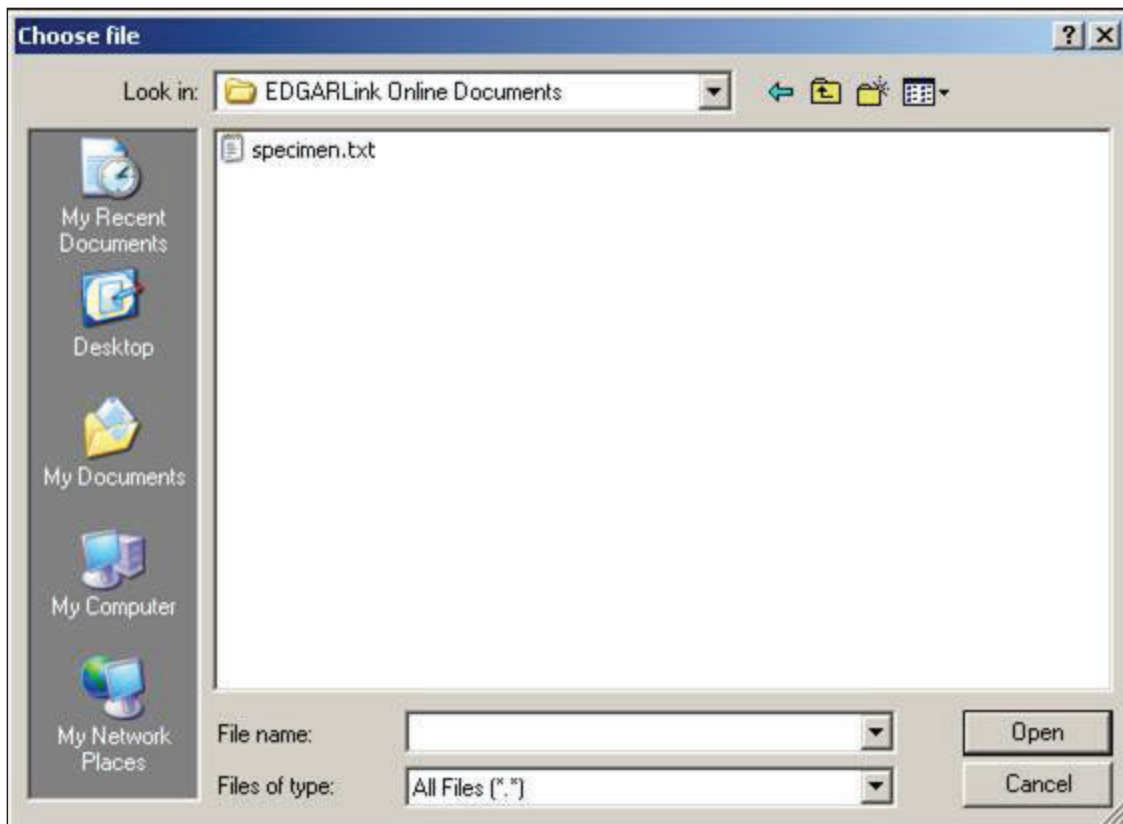 Choose file
Look in:
EDGARLink Online Documents
specimen.txt
My Recent
Documents
Desktop
My Documents
My Computer
My Network
Places
File name:
Open
Files of type:
All Files (*.*)
Cancel